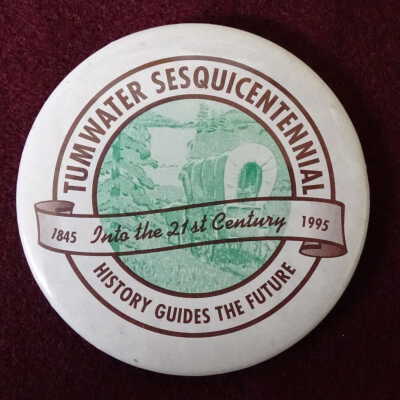 TUMWATER SESQUICENTENNIAL
1845 Into the 21st Century 1995
HISTORY GUIDES THE FUTURE